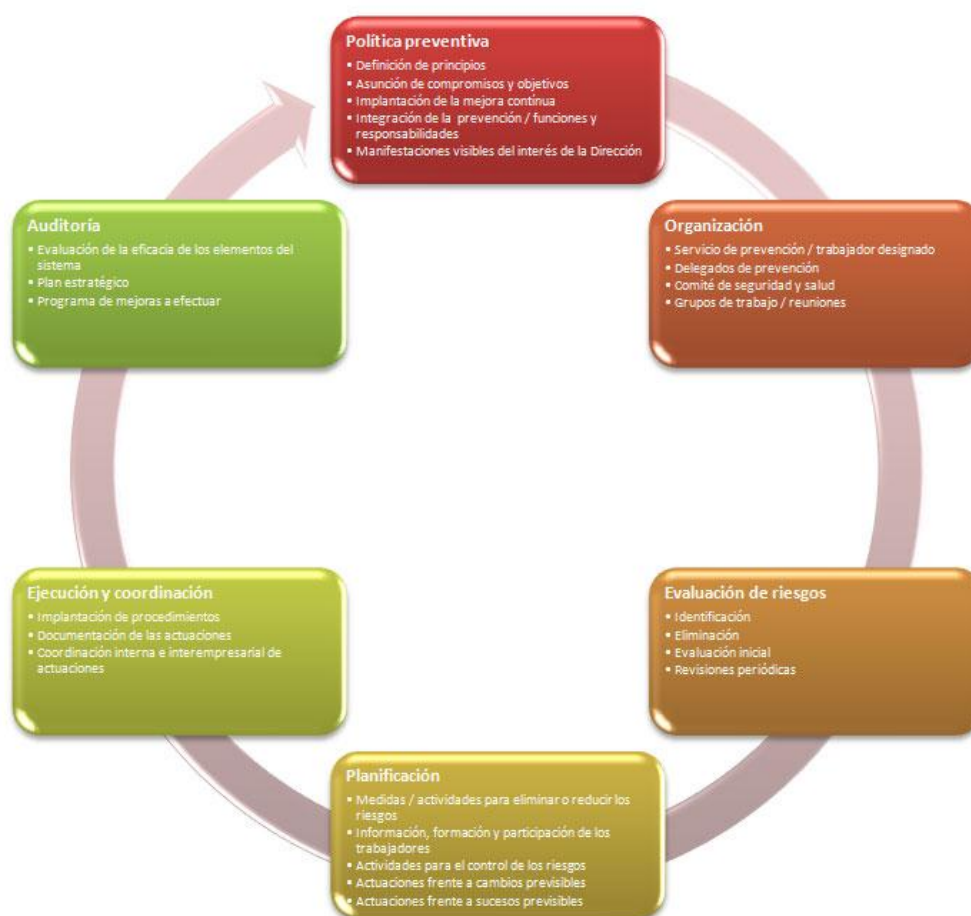 Política preventiva
▪ Definición de principios
▪ Asunción de compromisos y objetivos
▪ Implantación de la mejora contínua
▪ Integración de la prevención / funciones y
responsabilidades
▪ Manifestaciones visibles del interés de la Dirección
Organización
▪ Servicio de prevención / trabajador designado
▪ Delegados de prevención
▪ Comité de seguridad y salud
▪ Grupos de trabajo / reuniones
Evaluación de riesgos
▪ Identificación
▪ Eliminación
▪ Evaluación inicial
▪ Revisiones periódicas
Planificación
▪ Medidas / actividades para eliminar o reducir los
riesgos
▪ Información, formación y participación de los
trabajadores
▪ Actividades para el control de los riesgos
▪ Actuaciones frente a cambios previsibles
▪ Actuaciones frente a sucesos previsibles
Ejecución y coordinación
▪ Implantación de procedimientos
▪ Documentación de las actuaciones
▪ Coordinación interna e interempresarial de
actuaciones
Auditoría
▪ Evaluación de la eficacia de los elementos del
sistema
▪ Plan estratégico
▪ Programa de mejoras a efectuar